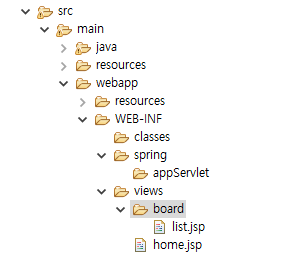 src
main
java
resources
webapp
resources
WEB-INF
classes
spring
appServlet
views
board
list.jsp
home.jsp